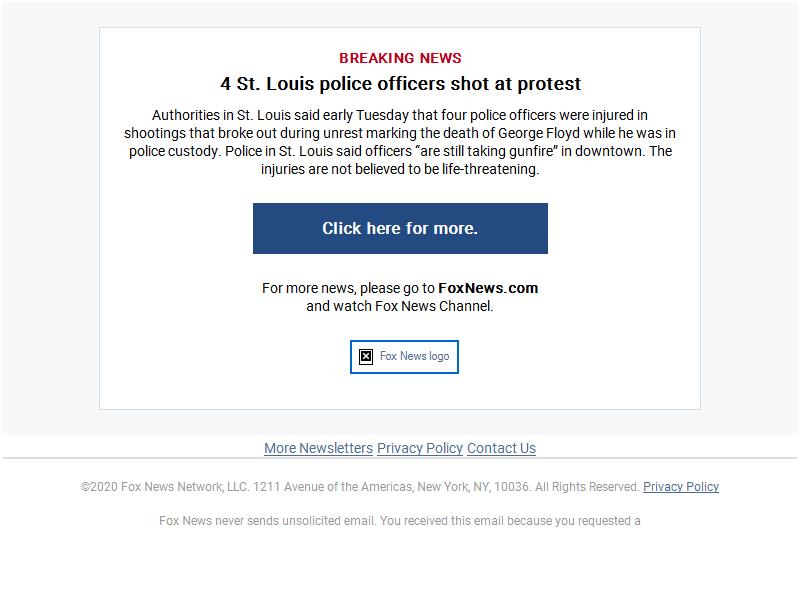 BREAKING NEWS
4 St. Louis police officers shot at protest
Authorities in St. Louis said early Tuesday that four police officers were injured in
shootings that broke out during unrest marking the death of George Floyd while he was in
police custody. Police in St. Louis said officers “are still taking gunfire” in downtown. The
injuries are not believed to be life-threatening.
Click here for more.
For more news, please go to FoxNews.com
and watch Fox News Channel.
Fox News logo
More Newsletters Privacy Policy Contact Us
©2020 Fox News Network, LLC. 1211 Avenue of the Americas, New York, NY, 10036. All Rights Reserved. Privacy Policy
Fox News never sends unsolicited email. You received this email because you requested a